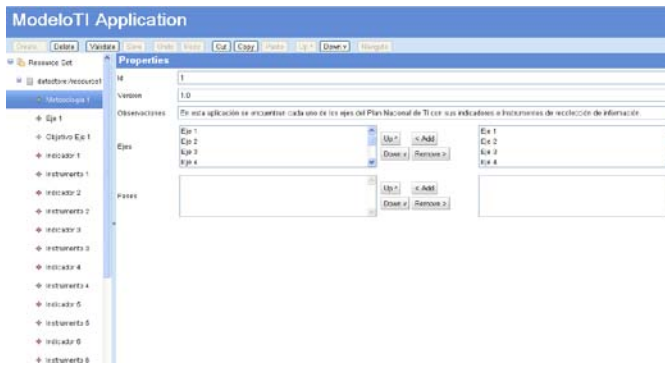 ModeloTI Application
Create Delete Validate Save Undo Redo Cut Copy Paste Up ^ Down v Navigate
Resource Set
Properties
datastore:/resource1
Id
1
Metodologia 1
Version
1.0
Eje 1
Observaciones
En esta aplicación se encuentran cada uno de los ejes del Plan Nacional de TI con sus indicadores e Instrumentos de recolección de información.
Objetivo Eje 1
Indicador 1
Instrumento 1
Indicador 2
Instrumento 2
Indicador 3
Instrumento 3
Indicador 4
Instrumento 4
Indicador 5
Instrumento 5
Indicador 6
Instrumento 6
Ejes
Eje 1
Eje 2
Eje 3
Eje 4
Up ^ < Add
Down v Remove >
Eje 1
Eje 2
Eje 3
Eje 4
Fases
Up ^ < Add
Down v Remove >